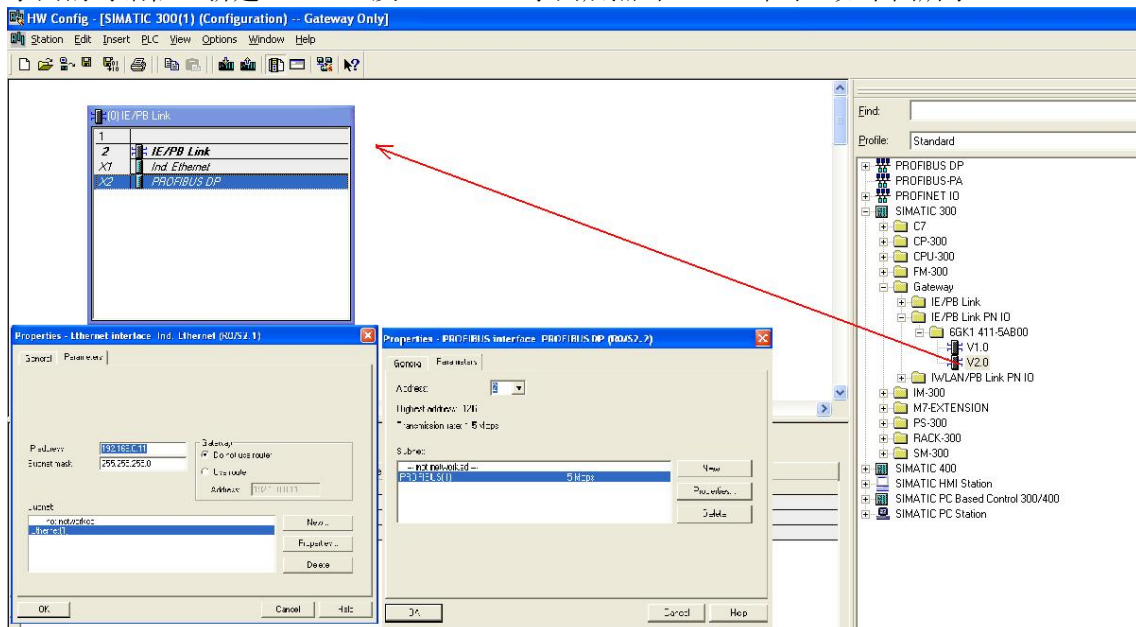 HW Config - [SIMATIC 300(1) (Configuration) -- Gateway Only]
Station Edit Insert PLC View Options Window Help
(0) IE/PB Link
1
2 IE/PB Link
X1 Ind. Ethernet
X2 PROFIBUS DP
Find:
Profile: Standard
PROFIBUS DP
PROFIBUS-PA
PROFINET IO
SIMATIC 300
C7
CP-300
CPU-300
FM-300
Gateway
IE/PB Link
IE/PB Link PN IO
6GK1 411-5AB00
V1.0
V2.0
IWLAN/PB Link PN IO
IM-300
M7-EXTENSION
PS-300
RACK-300
SM-300
SIMATIC 400
SIMATIC HMI Station
SIMATIC PC Based Control 300/400
SIMATIC PC Station
Properties - Ethernet interface Ind. Ethernet (R0/S2.1)
General Parameters
IP address: 192.168.0.11
Subnet mask: 255.255.255.0
Gateway
Do not use router
Use router
Address:
Subnet:
--- not networked ---
Ethernet(1)
New...
Properties...
Delete
OK Cancel Help
Properties - PROFIBUS interface PROFIBUS DP (R0/S2.2)
General Parameters
Address: 2
Highest address: 126
Transmission rate: 1.5 Mbps
Subnet:
--- not networked ---
PROFIBUS(1) 5 Mbps
New...
Properties...
Delete
OK Cancel Help